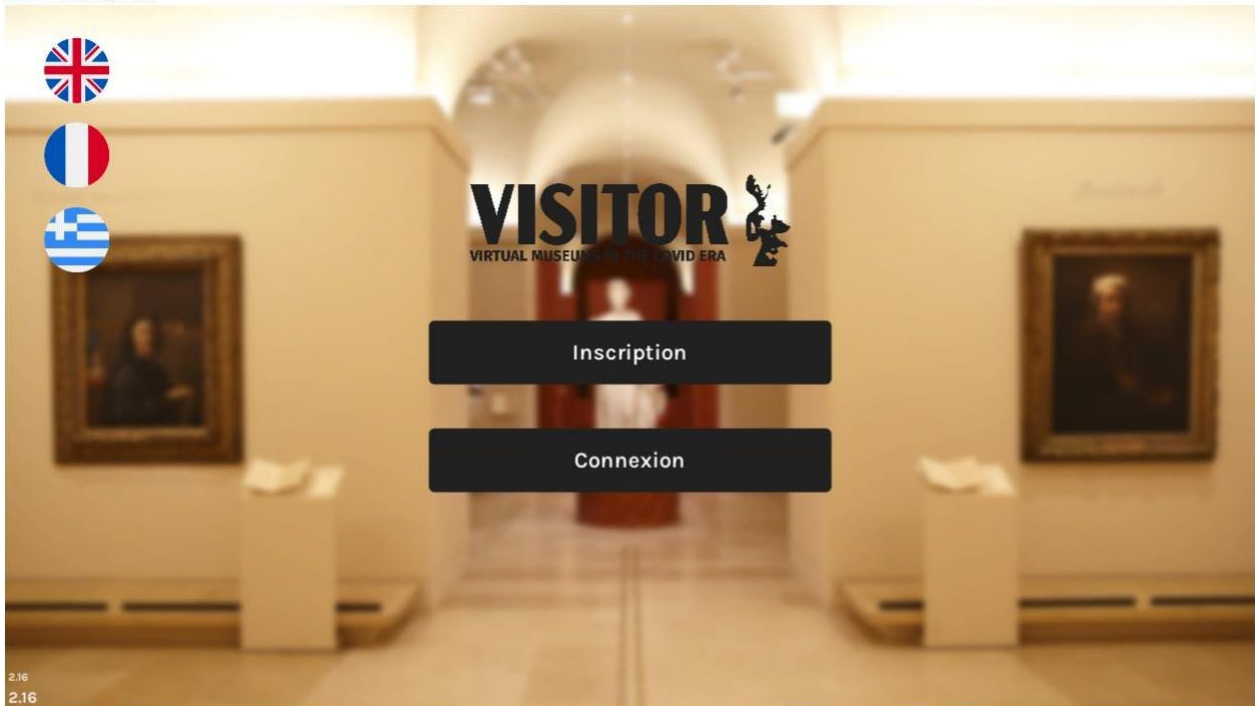 VISITOR
VIRTUAL MUSEUMS IN THE COVID ERA
Inscription
Connexion
2.16
2.16